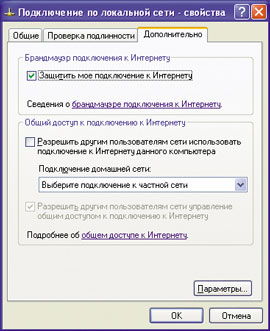 Подключение по локальной сети - свойства
Общие Проверка подлинности Дополнительно
Брандмауэр подключения к Интернету
Защитить мое подключение к Интернету
Сведения о брандмауэре подключения к Интернету.
Общий доступ к подключению к Интернету
Разрешить другим пользователям сети использовать
подключение к Интернету данного компьютера
Подключение домашней сети:
Выберите подключение к частной сети
Разрешить другим пользователям сети управление
общим доступом к подключению к Интернету
Подробнее об общем доступе к Интернету.
Параметры...
OK Отмена